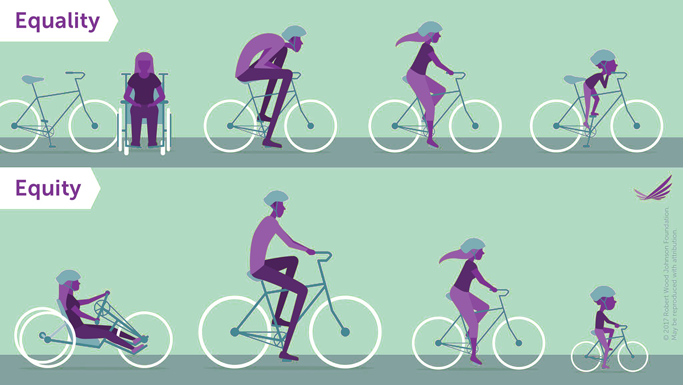 Equality
Equity
© 2017 Robert Wood Johnson Foundation.
May be reproduced with attribution.